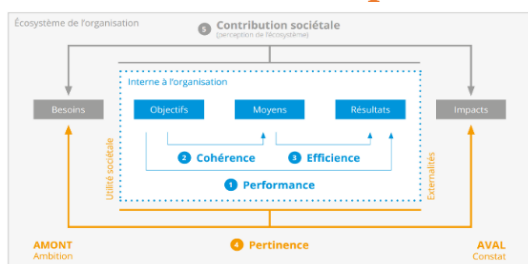 Écosystème de l'organisation
5 Contribution sociétale
(perception de l'écosystème)
Interne à l'organisation
Besoins
Objectifs
Moyens
Résultats
Impacts
2 Cohérence
3 Efficience
1 Performance
Utilité sociétale
Externalités
AMONT
Ambition
4 Pertinence
AVAL
Constat